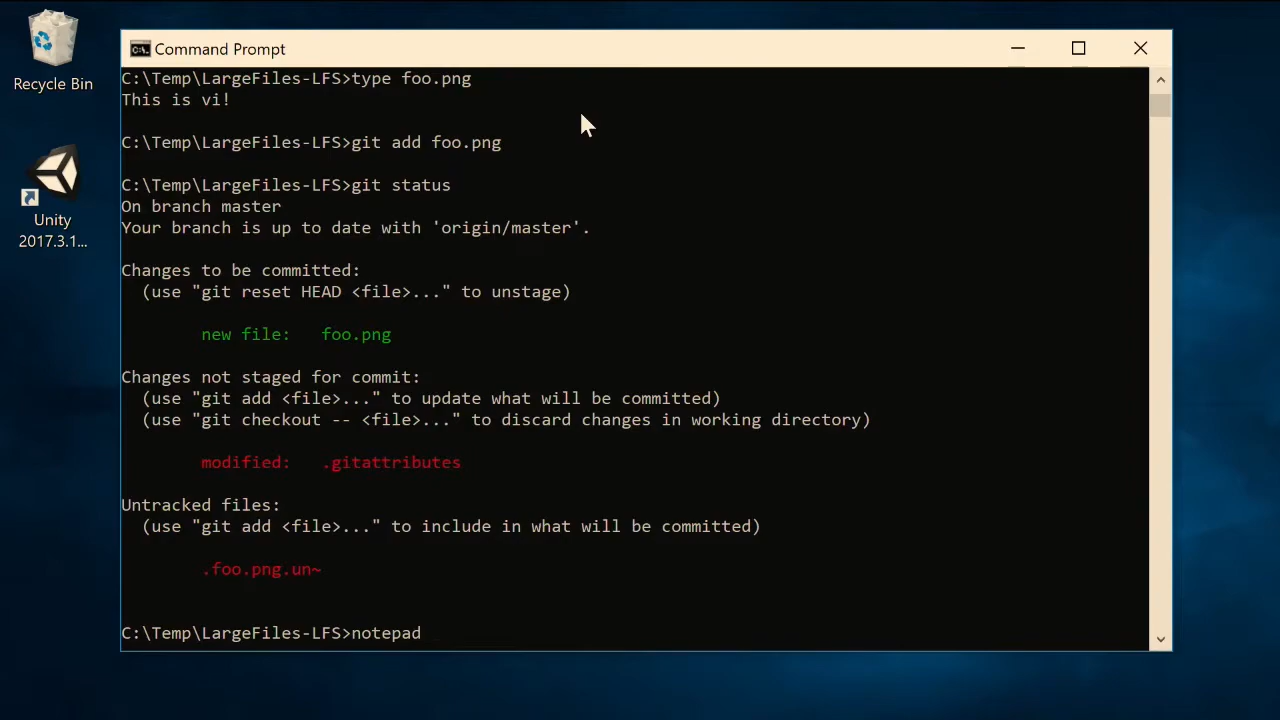 Recycle Bin
Unity
2017.3.1...
Command Prompt
C:\Temp\LargeFiles-LFS>type foo.png
This is vi!
C:\Temp\LargeFiles-LFS>git add foo.png
C:\Temp\LargeFiles-LFS>git status
On branch master
Your branch is up to date with 'origin/master'.
Changes to be committed:
  (use "git reset HEAD <file>..." to unstage)
        new file:   foo.png
Changes not staged for commit:
  (use "git add <file>..." to update what will be committed)
  (use "git checkout -- <file>..." to discard changes in working directory)
        modified:   .gitattributes
Untracked files:
  (use "git add <file>..." to include in what will be committed)
        .foo.png.un~
C:\Temp\LargeFiles-LFS>notepad